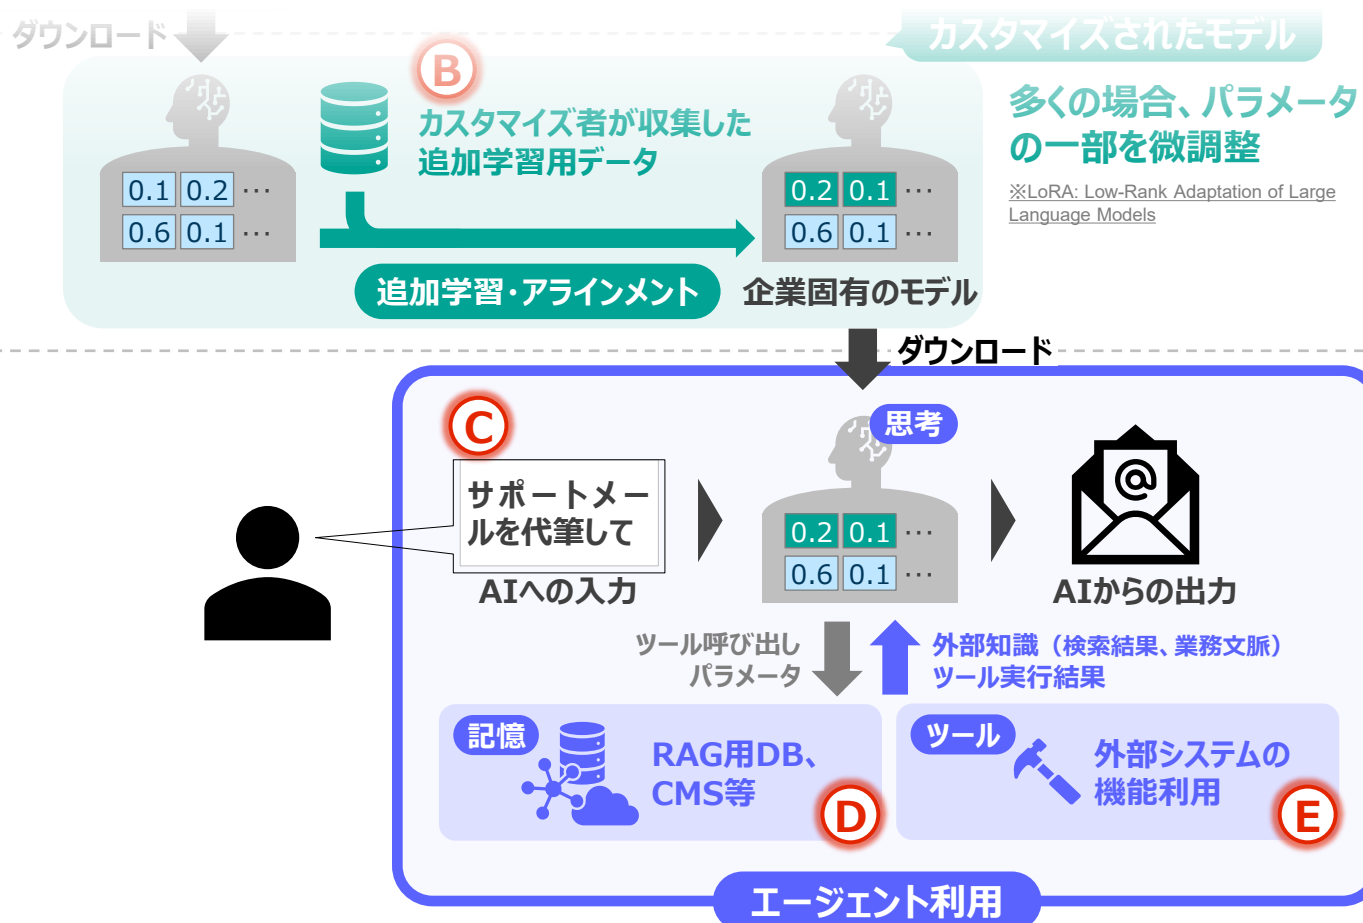 ダウンロード
カスタマイズされたモデル
B
カスタマイズ者が収集した
追加学習用データ
多くの場合、パラメータ
の一部を微調整
※LoRA: Low-Rank Adaptation of Large
Language Models
0.1 0.2 …
0.6 0.1 …
0.2 0.1 …
0.6 0.1 …
追加学習・アラインメント
企業固有のモデル
ダウンロード
C
思考
サポートメー
ルを代筆して
AIへの入力
0.2 0.1 …
0.6 0.1 …
AIからの出力
ツール呼び出し
パラメータ
外部知識（検索結果、業務文脈）
ツール実行結果
記憶
RAG用DB、
CMS等
D
ツール
外部システムの
機能利用
E
エージェント利用